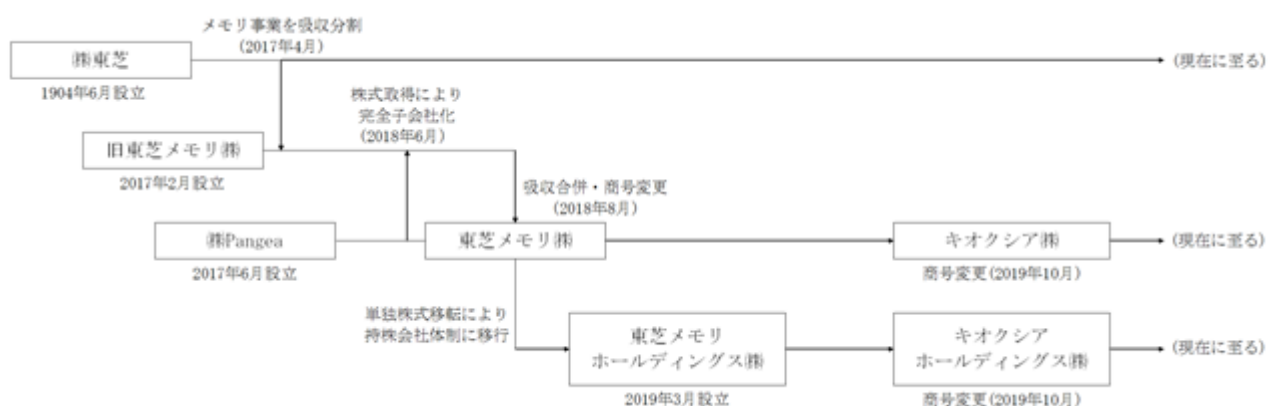 メモリ事業を吸収分割
(2017年4月)
㈱東芝
(現在に至る)
1904年6月設立
株式取得により
完全子会社化
(2018年6月)
旧東芝メモリ㈱
2017年2月設立
吸収合併・商号変更
(2018年8月)
㈱Pangea
東芝メモリ㈱
キオクシア㈱
(現在に至る)
2017年6月設立
商号変更(2019年10月)
単独株式移転により
持株会社体制に移行
東芝メモリ
ホールディングス㈱
キオクシア
ホールディングス㈱
(現在に至る)
2019年3月設立
商号変更(2019年10月)